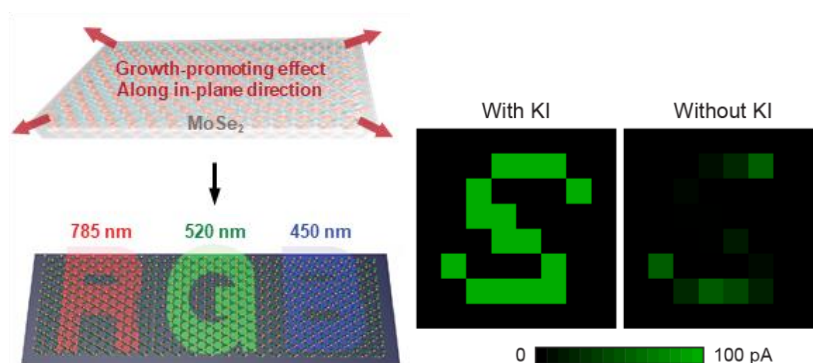 Growth-promoting effect
Along in-plane direction
MoSe₂
785 nm 520 nm 450 nm
R G B
With KI Without KI
0 100 pA